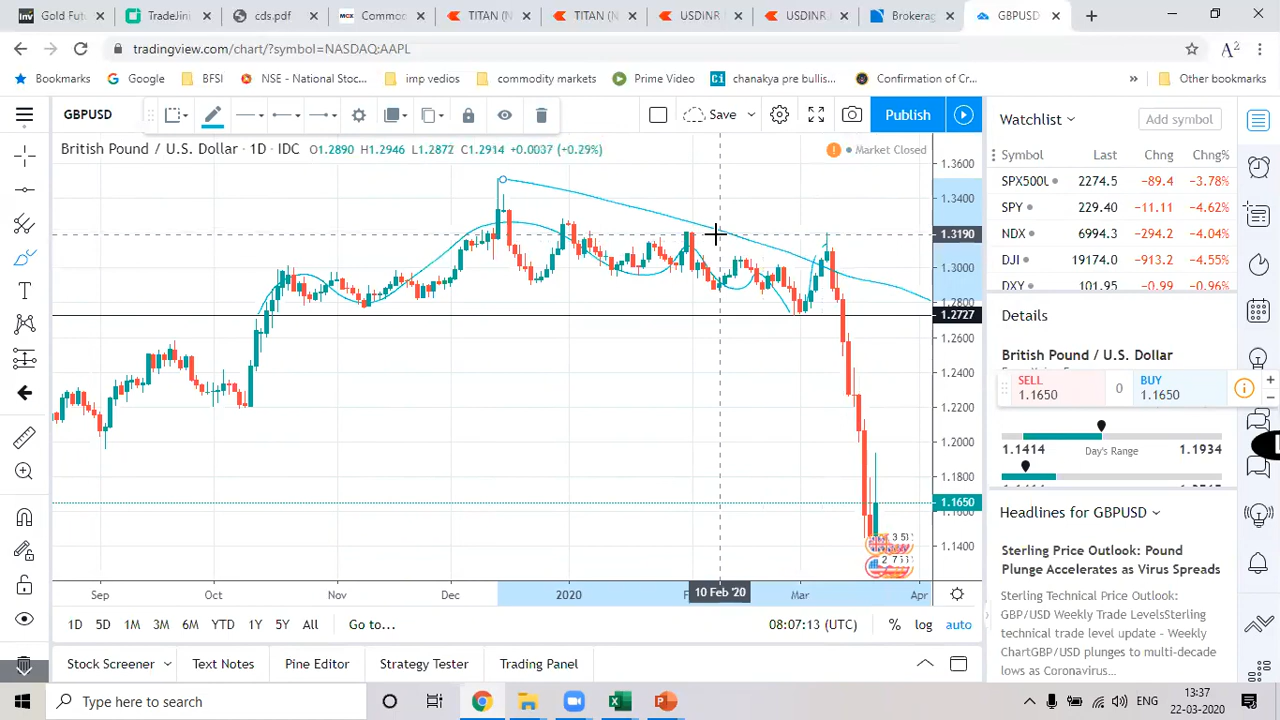 Gold Fut
TradeJin
cds.pdf
Commod
TITAN (N
TITAN (N
USDINR
USDINR
Brokerag
GBPUSD
tradingview.com/chart/?symbol=NASDAQ:AAPL
Bookmarks
Google
BFSI
NSE - National Stoc...
imp vedios
commodity markets
Prime Video
chanakya pre bullis...
Confirmation of Cr...
»
Other bookmarks
GBPUSD
Save
Publish
Watchlist
Add symbol
British Pound / U.S. Dollar · 1D · IDC O1.2890 H1.2946 L1.2872 C1.2914 +0.0037 (+0.29%)
Market Closed
Symbol Last Chng Chng%
SPX500U 2274.5 −89.4 −3.78%
SPY 229.40 −11.11 −4.62%
NDX 6994.3 −294.2 −4.04%
DJI 19174.0 −913.2 −4.55%
DXY 101.95 −0.99 −0.96%
1.3600
1.3400
1.3190
1.3000
1.2800
1.2727
1.2600
1.2400
1.2200
1.2000
1.1800
1.1650
1.1600
1.1400
Details
British Pound / U.S. Dollar
SELL
1.1650
0
BUY
1.1650
1.1414 Day's Range 1.1934
Headlines for GBPUSD
Sterling Price Outlook: Pound
Plunge Accelerates as Virus Spreads
Sterling Technical Price Outlook:
GBP/USD Weekly Trade LevelsSterling
technical trade level update - Weekly
ChartGBP/USD plunges to multi-decade
lows as Coronavirus...
Sep Oct Nov Dec 2020 10 Feb '20 Mar Apr
1D 5D 1M 3M 6M YTD 1Y 5Y All Go to...
08:07:13 (UTC) % log auto
Stock Screener
Text Notes
Pine Editor
Strategy Tester
Trading Panel
Type here to search
ENG
13:37
22-03-2020